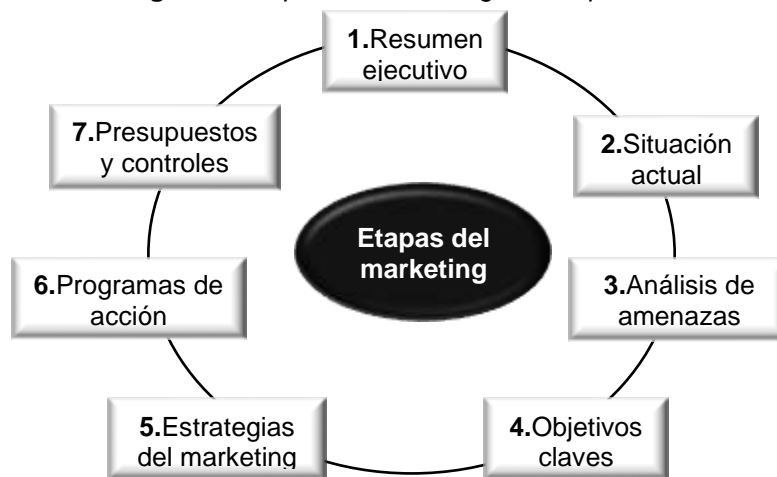 1.Resumen
ejecutivo
2.Situación
actual
3.Análisis de
amenazas
4.Objetivos
claves
5.Estrategias
del marketing
6.Programas de
acción
7.Presupuestos
y controles
Etapas del
marketing